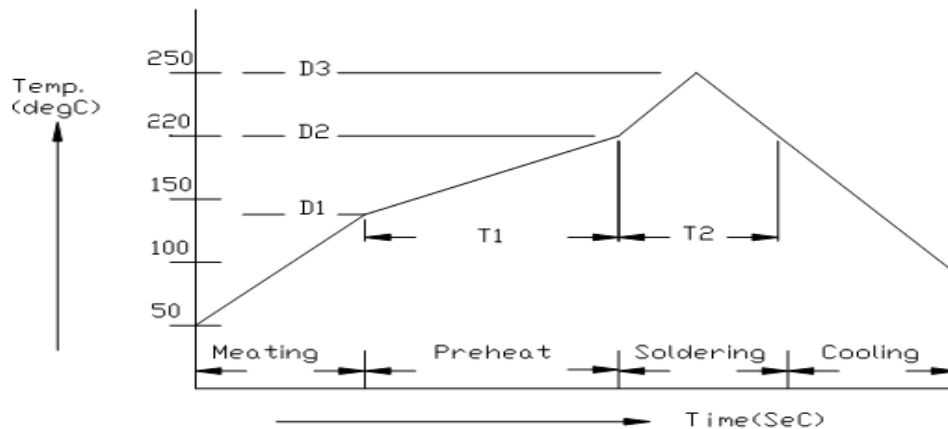 250
D3
Temp.
(degC)
220
D2
150
D1
T1
T2
100
50
Meating
Preheat
Soldering
Cooling
Time(SeC)